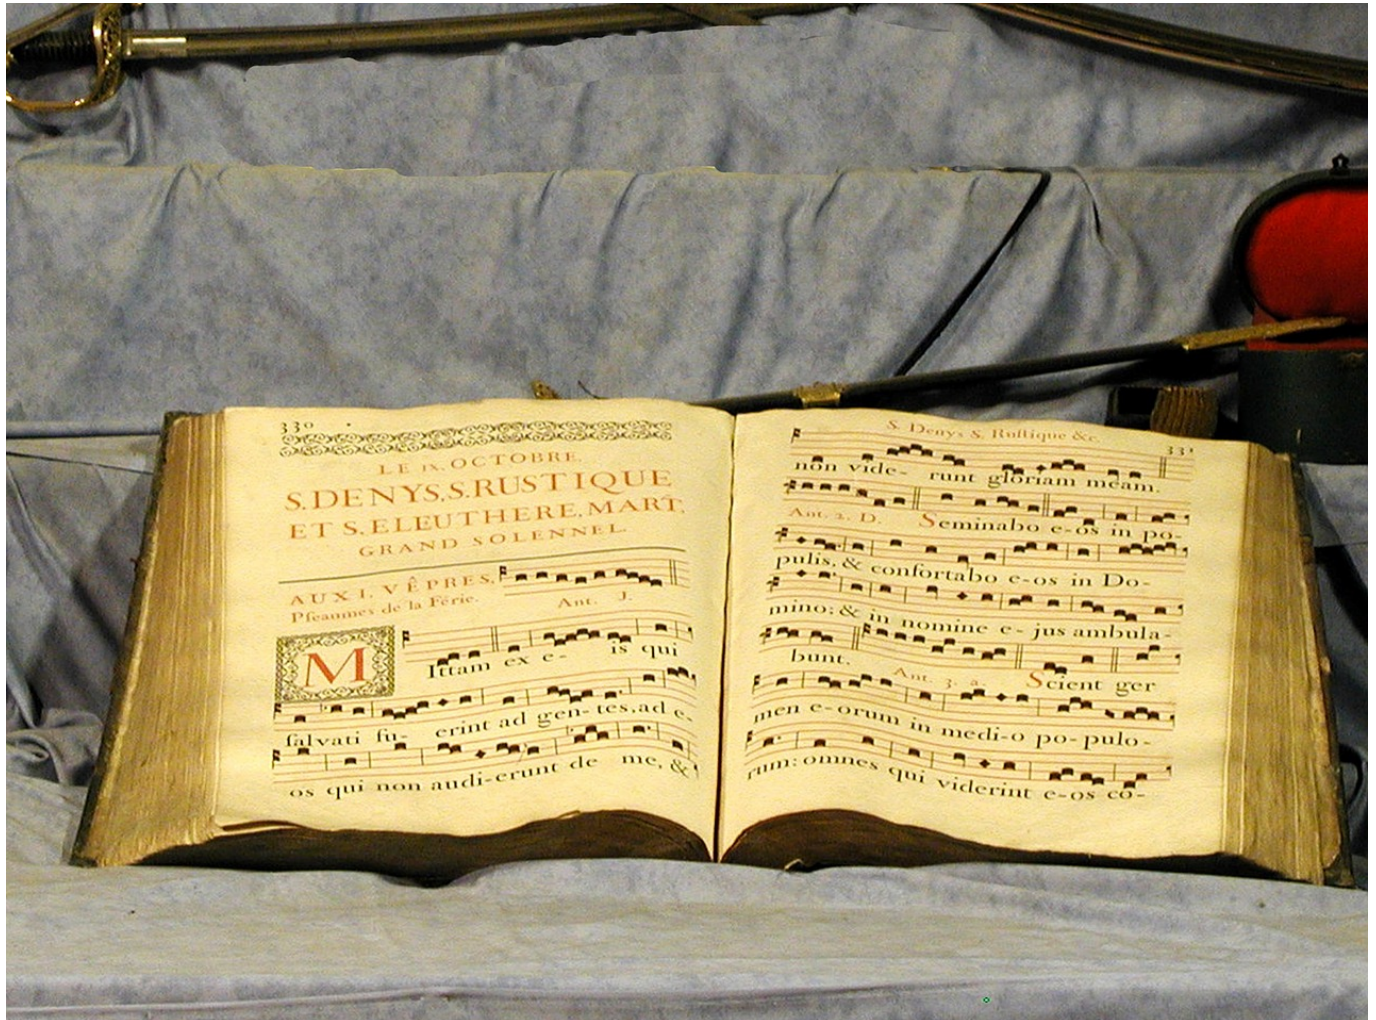 330
LE IX. OCTOBRE,
S. DENYS, S. RUSTIQUE
ET S. ELEUTHERE, MART,
GRAND SOLENNEL.
AUX I. VÊPRES,
Pſeaumes de la Férie.
Ant. J.
MIttam ex e- is qui
ſalvati fu- erint ad gen- tes, ad e-
os qui non audi-erunt de me, &
S. Denys S. Ruſtique &c. 331
non vide- runt gloriam meam.
Ant. 2. D. Seminabo e-os in po-
pulis, & confortabo e-os in Do-
mino: & in nomine e- jus ambula-
bunt. Ant. 3. a. Scient ger
men e-orum in medi-o po- pulo-
rum: omnes qui viderint e-os co-